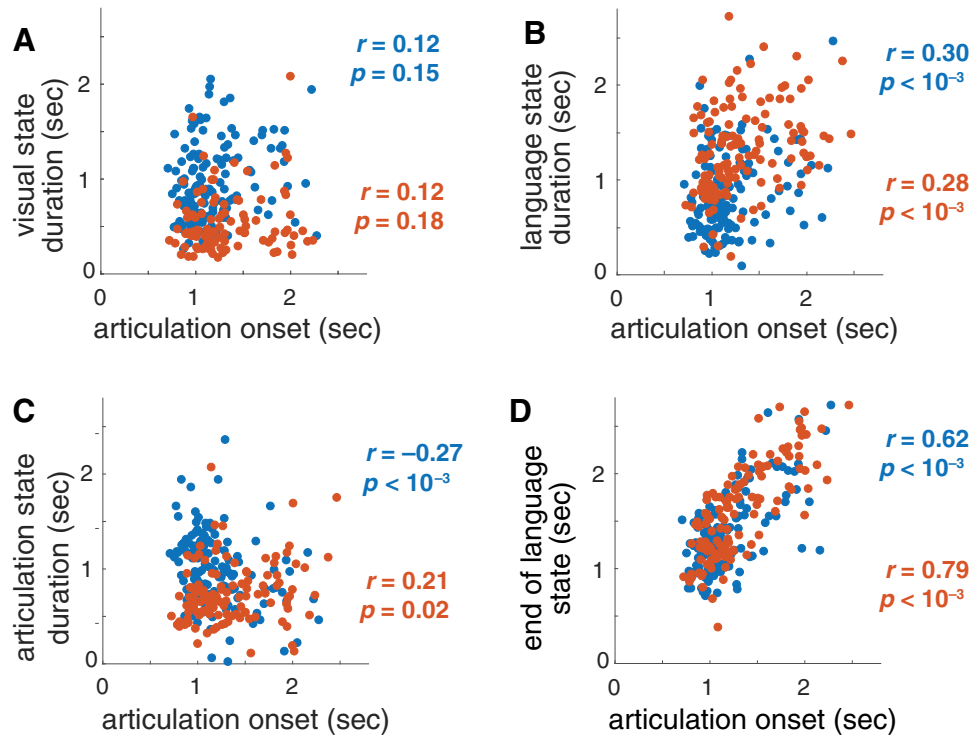 A
visual state
duration (sec)
2
1
0
0
1
2
articulation onset (sec)
r = 0.12
p = 0.15
r = 0.12
p = 0.18
B
language state
duration (sec)
2
1
0
0
1
2
articulation onset (sec)
r = 0.30
p < 10⁻³
r = 0.28
p < 10⁻³
C
articulation state
duration (sec)
2
1
0
0
1
2
articulation onset (sec)
r = –0.27
p < 10⁻³
r = 0.21
p = 0.02
D
end of language
state (sec)
2
1
0
0
1
2
articulation onset (sec)
r = 0.62
p < 10⁻³
r = 0.79
p < 10⁻³